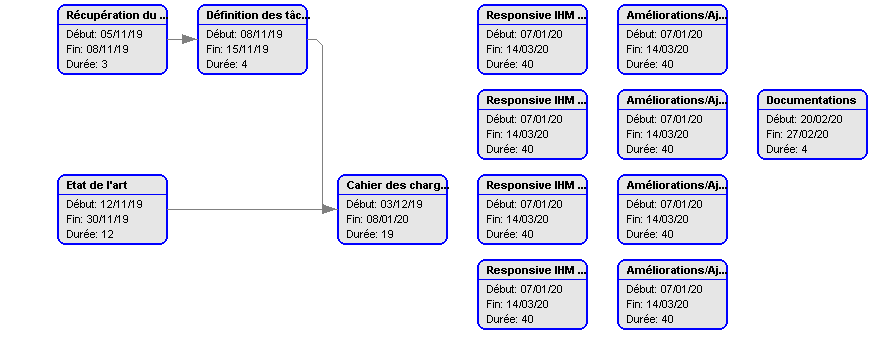 Récupération du ...
Début: 05/11/19
Fin: 08/11/19
Durée: 3
Définition des tâc...
Début: 08/11/19
Fin: 15/11/19
Durée: 4
Responsive IHM ...
Début: 07/01/20
Fin: 14/03/20
Durée: 40
Améliorations/Aj...
Début: 07/01/20
Fin: 14/03/20
Durée: 40
Responsive IHM ...
Début: 07/01/20
Fin: 14/03/20
Durée: 40
Améliorations/Aj...
Début: 07/01/20
Fin: 14/03/20
Durée: 40
Documentations
Début: 20/02/20
Fin: 27/02/20
Durée: 4
Etat de l'art
Début: 12/11/19
Fin: 30/11/19
Durée: 12
Cahier des charg...
Début: 03/12/19
Fin: 08/01/20
Durée: 19
Responsive IHM ...
Début: 07/01/20
Fin: 14/03/20
Durée: 40
Améliorations/Aj...
Début: 07/01/20
Fin: 14/03/20
Durée: 40
Responsive IHM ...
Début: 07/01/20
Fin: 14/03/20
Durée: 40
Améliorations/Aj...
Début: 07/01/20
Fin: 14/03/20
Durée: 40